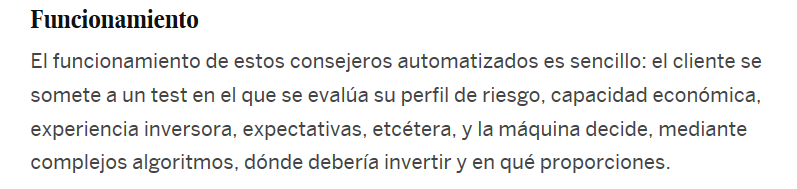 Funcionamiento
El funcionamiento de estos consejeros automatizados es sencillo: el cliente se
somete a un test en el que se evalúa su perfil de riesgo, capacidad económica,
experiencia inversora, expectativas, etcétera, y la máquina decide, mediante
complejos algoritmos, dónde debería invertir y en qué proporciones.